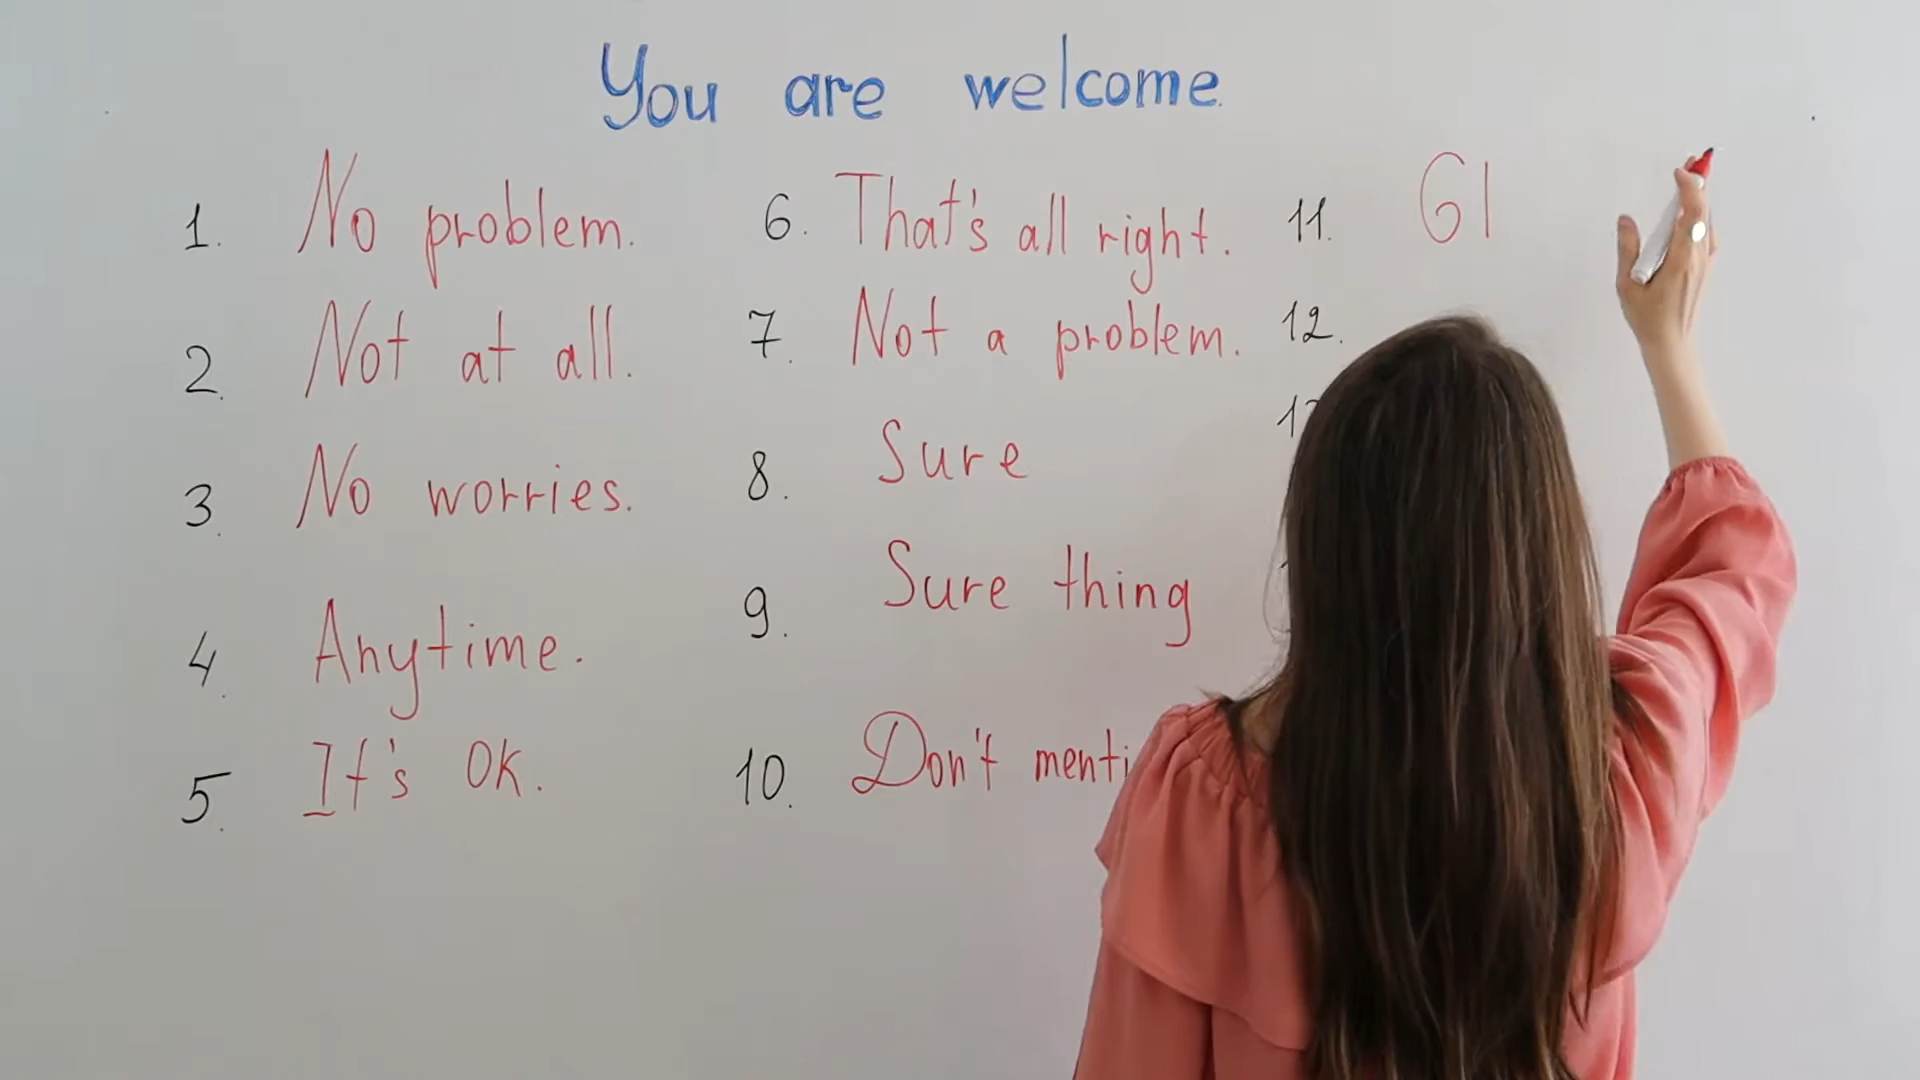 You are welcome.
1. No problem.
2. Not at all.
3. No worries.
4. Anytime.
5. It's OK.
6. That's all right.
7. Not a problem.
8. Sure
9. Sure thing
10. Don't menti
11. Gl
12.